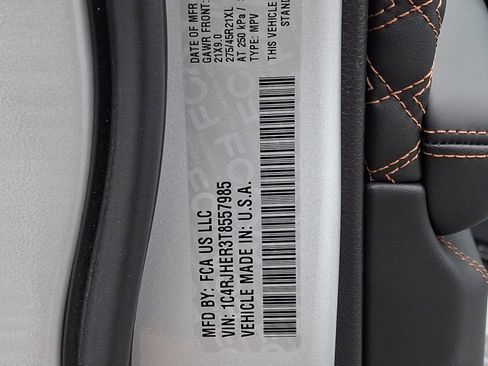 MFD BY: FCA US LLC
DATE OF MFR
GAWR FRONT:
21X9.0
275/45R21XL
AT 250 kPa /
TYPE: MPV
THIS VEHICLE
STAND
VIN: 1C4RJHER3T8557985
VEHICLE MADE IN: U.S.A.